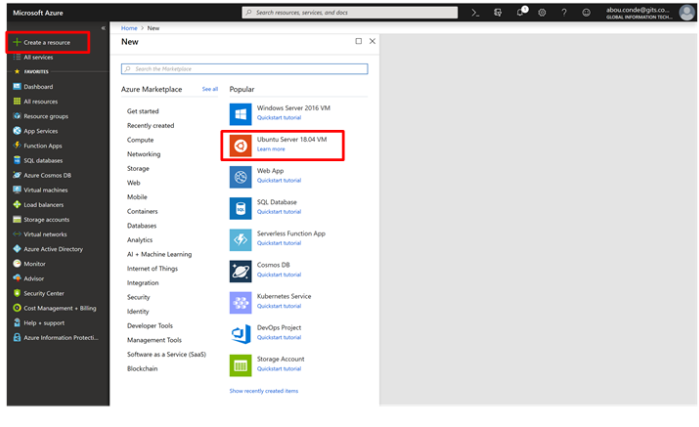 Microsoft Azure
Search resources, services, and docs
abou.conde@gits.co...
GLOBAL INFORMATION TECH...
Create a resource
All services
FAVORITES
Dashboard
All resources
Resource groups
App Services
Function Apps
SQL databases
Azure Cosmos DB
Virtual machines
Load balancers
Storage accounts
Virtual networks
Azure Active Directory
Monitor
Advisor
Security Center
Cost Management + Billing
Help + support
Azure Information Protecti...
Home > New
New
Search the Marketplace
Azure Marketplace See all
Get started
Recently created
Compute
Networking
Storage
Web
Mobile
Containers
Databases
Analytics
AI + Machine Learning
Internet of Things
Integration
Security
Identity
Developer Tools
Management Tools
Software as a Service (SaaS)
Blockchain
Popular
Windows Server 2016 VM
Quickstart tutorial
Ubuntu Server 18.04 VM
Learn more
Web App
Quickstart tutorial
SQL Database
Quickstart tutorial
Serverless Function App
Quickstart tutorial
Cosmos DB
Quickstart tutorial
Kubernetes Service
Quickstart tutorial
DevOps Project
Quickstart tutorial
Storage Account
Quickstart tutorial
Show recently created items